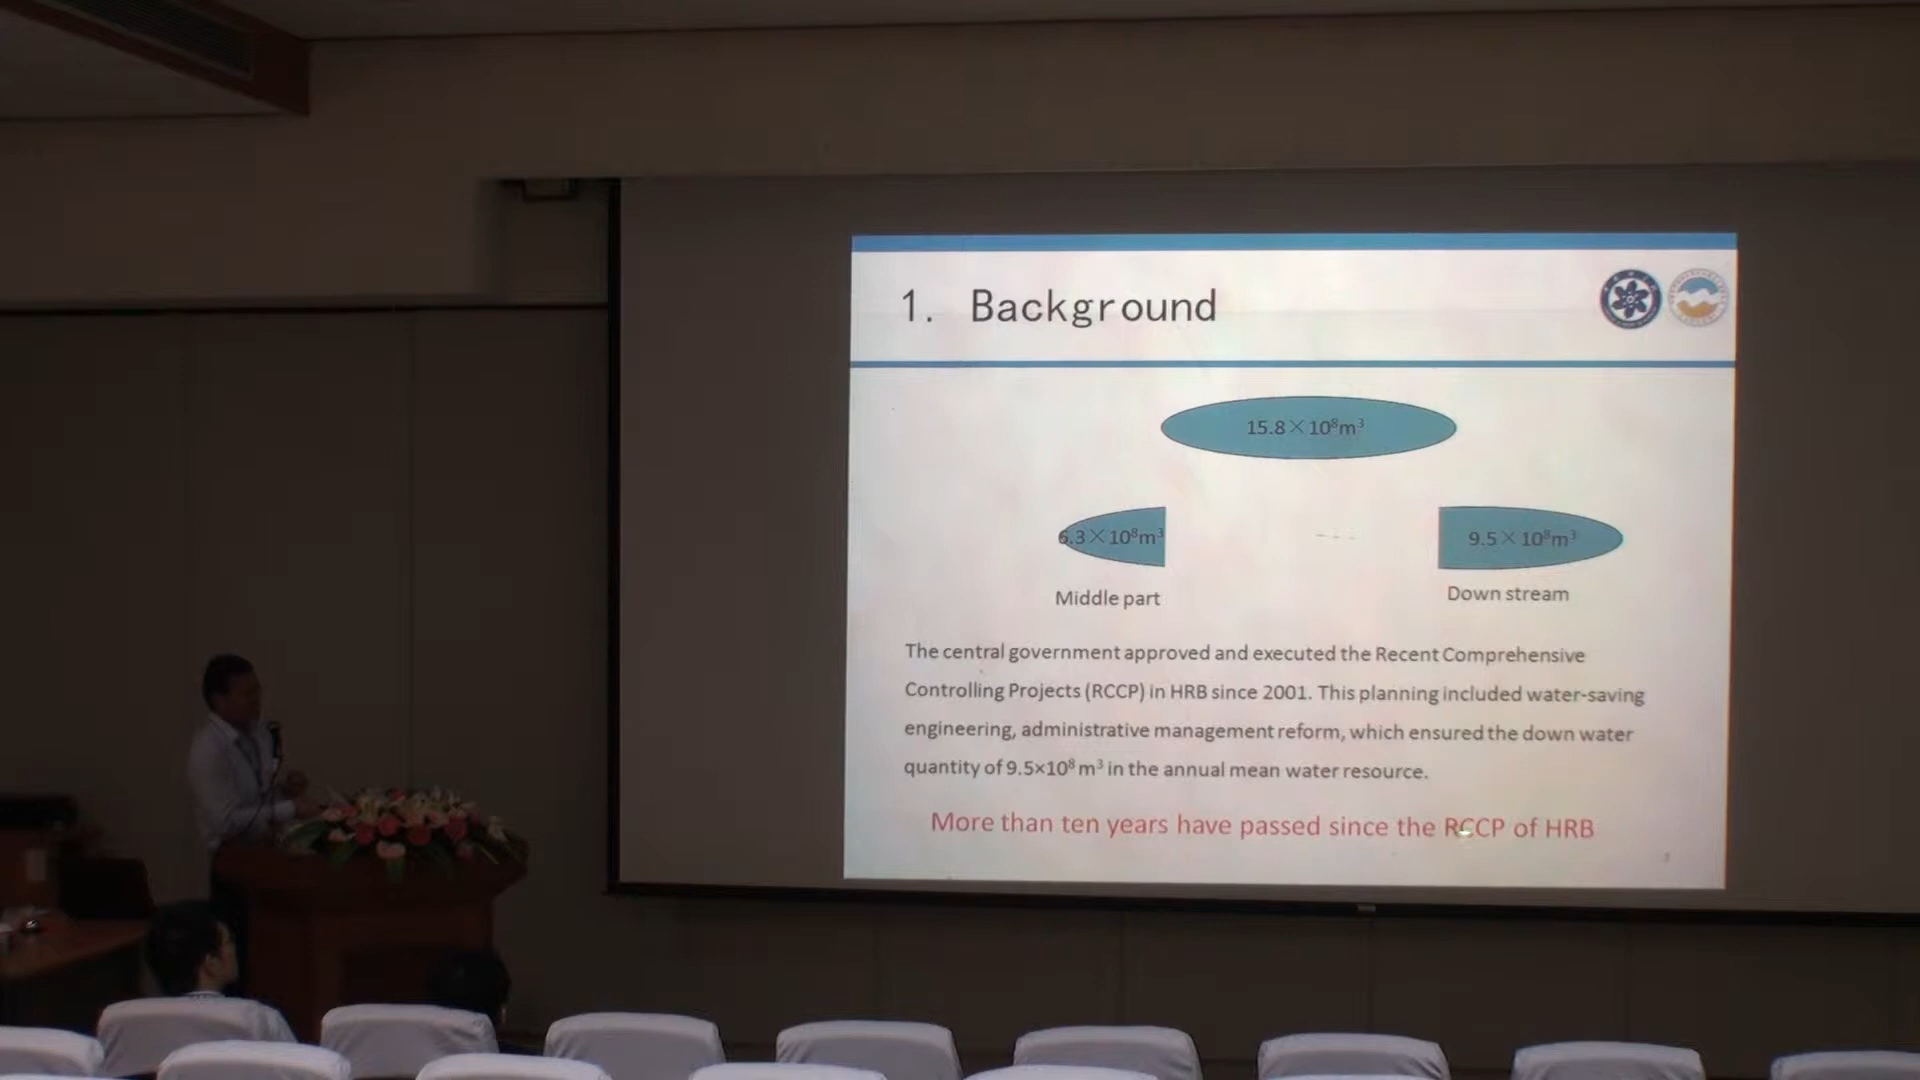 1. Background
15.8×10⁸m³
6.3×10⁸m³
9.5×10⁸m³
Middle part
Down stream
The central government approved and executed the Recent Comprehensive
Controlling Projects (RCCP) in HRB since 2001. This planning included water-saving
engineering, administrative management reform, which ensured the down water
quantity of 9.5×10⁸ m³ in the annual mean water resource.
More than ten years have passed since the RCCP of HRB